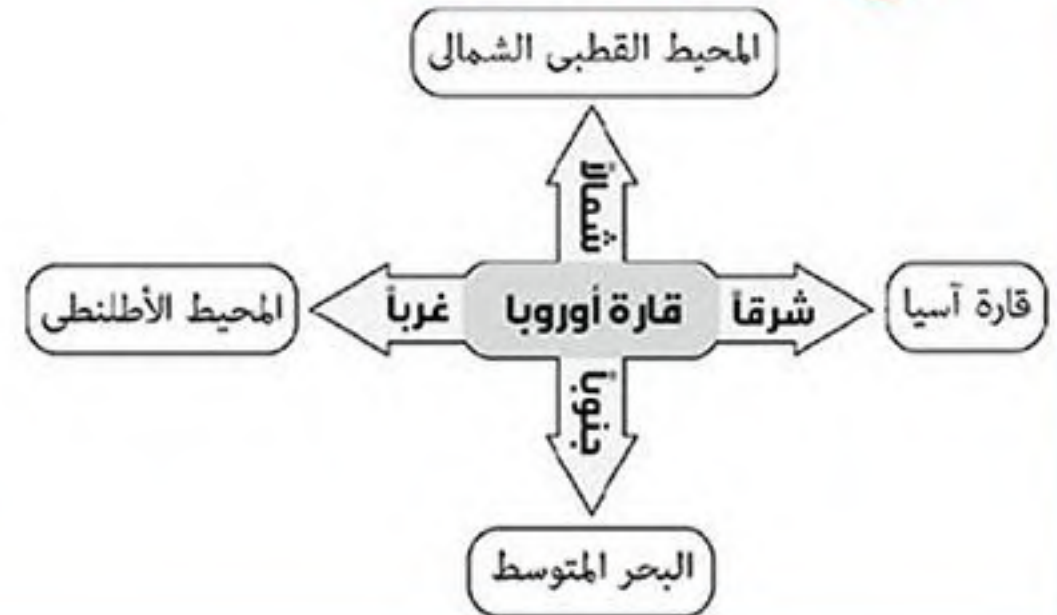 المحيط القطبى الشمالى
شمالاً
قارة آسيا
شرقاً
قارة أوروبا
غرباً
المحيط الأطلنطى
جنوباً
البحر المتوسط